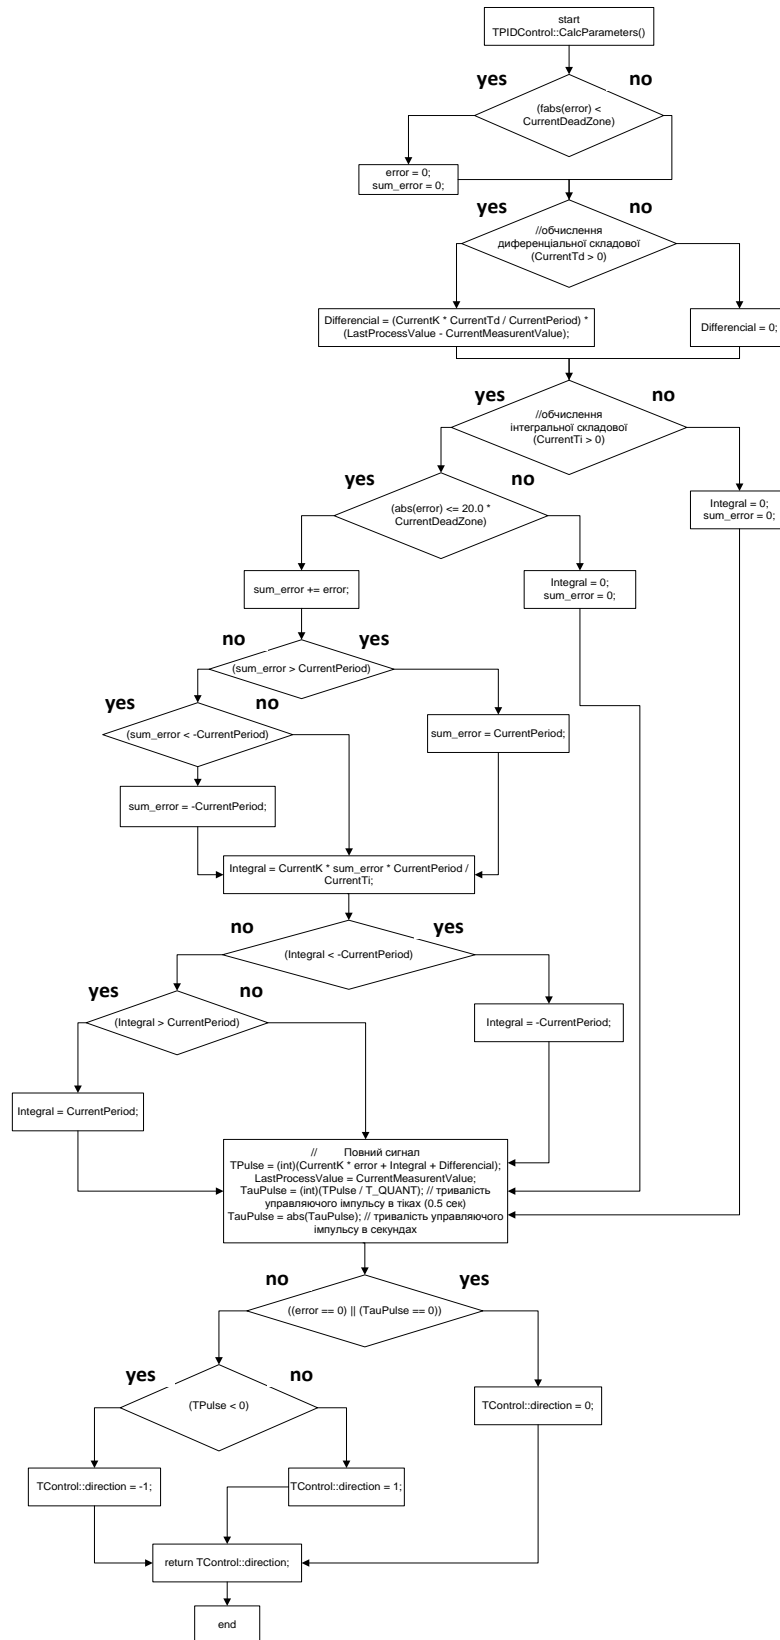 start
TPIDControl::CalcParameters()
yes
no
(fabs(error) <
CurrentDeadZone)
error = 0;
sum_error = 0;
yes
no
//обчислення
диференціальної складової
(CurrentTd > 0)
Differencial = (CurrentK * CurrentTd / CurrentPeriod) *
(LastProcessValue - CurrentMeasurentValue);
Differencial = 0;
yes
no
//обчислення
інтегральної складової
(CurrentTi > 0)
yes
no
(abs(error) <= 20.0 *
CurrentDeadZone)
Integral = 0;
sum_error = 0;
sum_error += error;
Integral = 0;
sum_error = 0;
no
yes
(sum_error > CurrentPeriod)
yes
no
(sum_error < -CurrentPeriod)
sum_error = CurrentPeriod;
sum_error = -CurrentPeriod;
Integral = CurrentK * sum_error * CurrentPeriod /
CurrentTi;
no
yes
(Integral < -CurrentPeriod)
yes
no
(Integral > CurrentPeriod)
Integral = -CurrentPeriod;
Integral = CurrentPeriod;
// Повний сигнал
TPulse = (int)(CurrentK * error + Integral + Differencial);
LastProcessValue = CurrentMeasurentValue;
TauPulse = (int)(TPulse / T_QUANT); // тривалість
управляючого імпульсу в тіках (0.5 сек)
TauPulse = abs(TauPulse); // тривалість управляючого
імпульсу в секундах
no
yes
((error == 0) || (TauPulse == 0))
yes
no
(TPulse < 0)
TControl::direction = 0;
TControl::direction = -1;
TControl::direction = 1;
return TControl::direction;
end